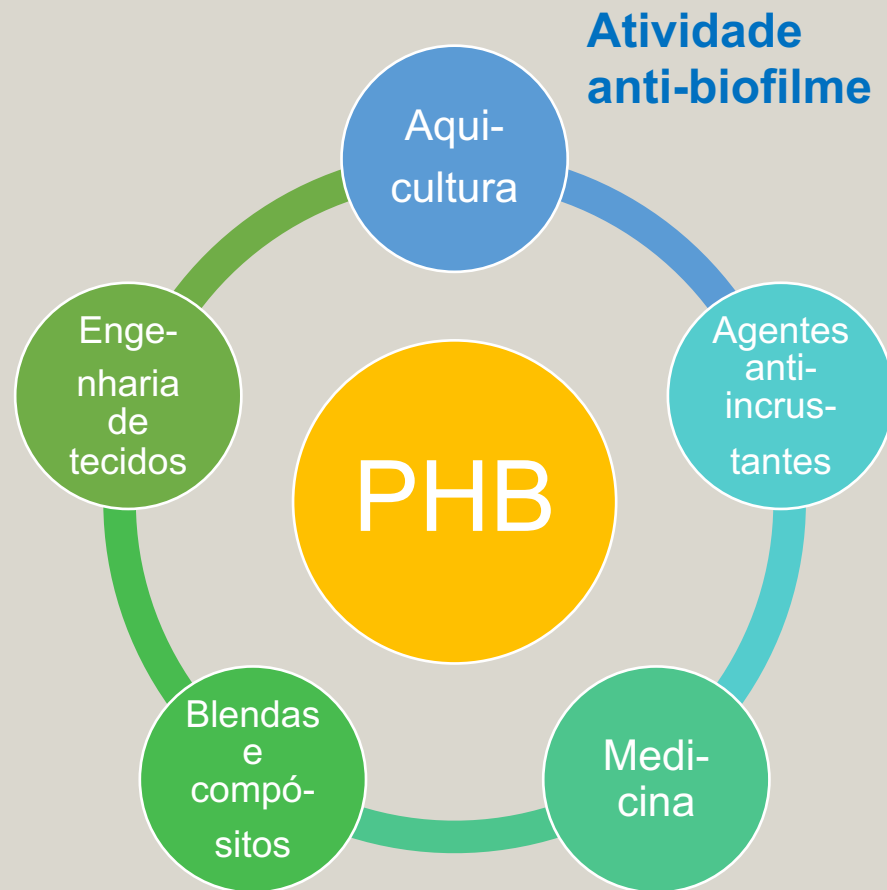 Atividade
anti-biofilme
Aqui-
cultura
Agentes
anti-
incrus-
tantes
Medi-
cina
Blendas
e
compó-
sitos
Enge-
nharia
de
tecidos
PHB